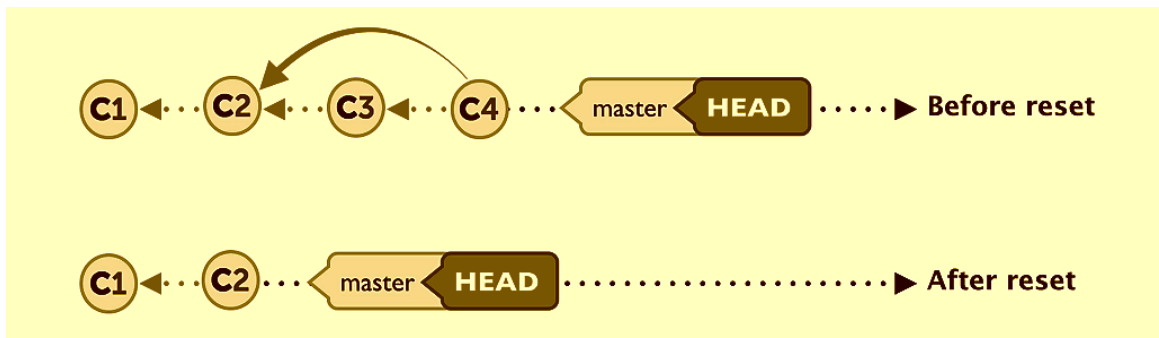 C1 C2 C3 C4 master HEAD Before reset
C1 C2 master HEAD After reset